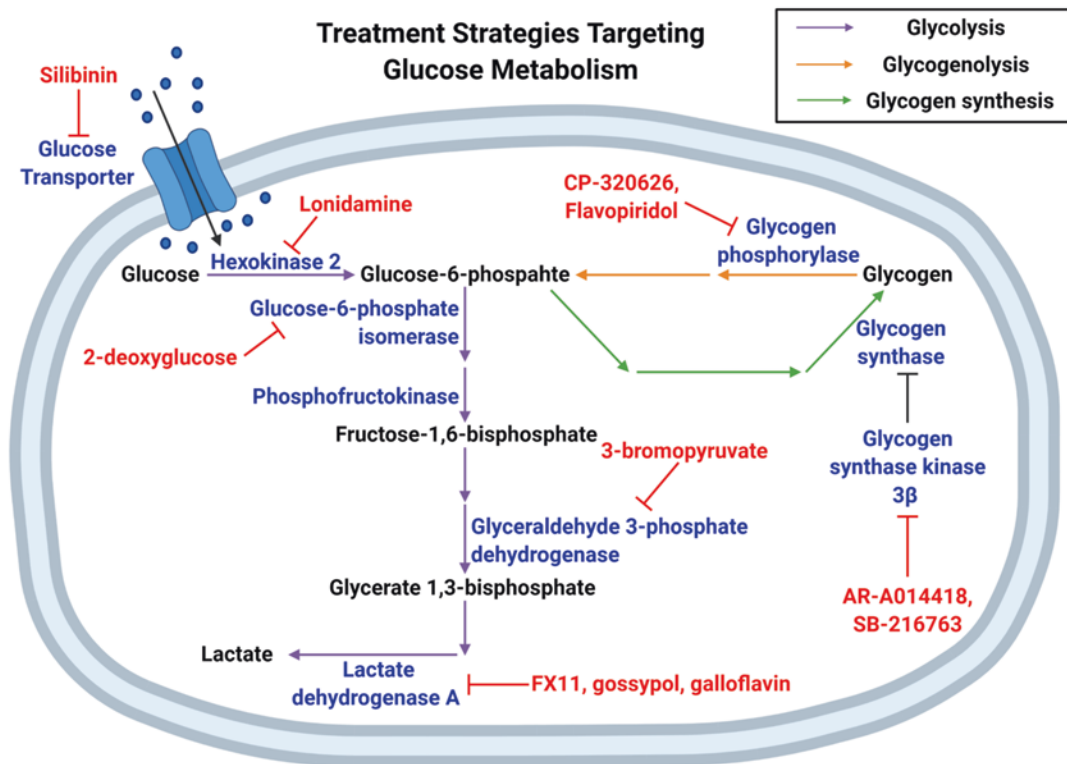 Treatment Strategies Targeting
Glucose Metabolism
Glycolysis
Glycogenolysis
Glycogen synthesis
Silibinin
Glucose
Transporter
Lonidamine
CP-320626,
Flavopiridol
Glycogen
phosphorylase
Hexokinase 2
Glucose
Glucose-6-phospahte
Glycogen
Glucose-6-phosphate
isomerase
2-deoxyglucose
Glycogen
synthase
Phosphofructokinase
Fructose-1,6-bisphosphate
3-bromopyruvate
Glycogen
synthase kinase
3β
Glyceraldehyde 3-phosphate
dehydrogenase
Glycerate 1,3-bisphosphate
AR-A014418,
SB-216763
Lactate
Lactate
dehydrogenase A
FX11, gossypol, galloflavin